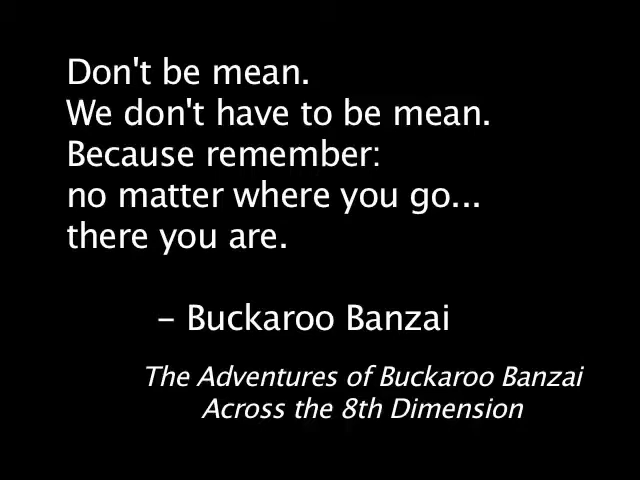 Don't be mean.
We don't have to be mean.
Because remember:
no matter where you go...
there you are.
– Buckaroo Banzai
The Adventures of Buckaroo Banzai
Across the 8th Dimension